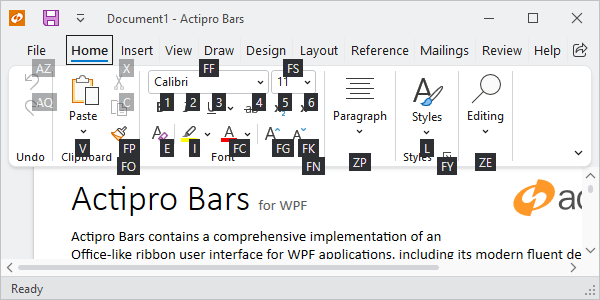 Document1 - Actipro Bars
File Home Insert View Draw Design Layout Reference Mailings Review Help
AZ X FF FS
Calibri 11
AQ C 1 2 3 4 5 6
Paste Paragraph Styles Editing
V FP E I FC FG FK L
Undo Clipboard FO Font FN ZP Styles FY ZE
Actipro Bars for WPF
Actipro Bars contains a comprehensive implementation of an
Office-like ribbon user interface for WPF applications, including its modern fluent de
Ready